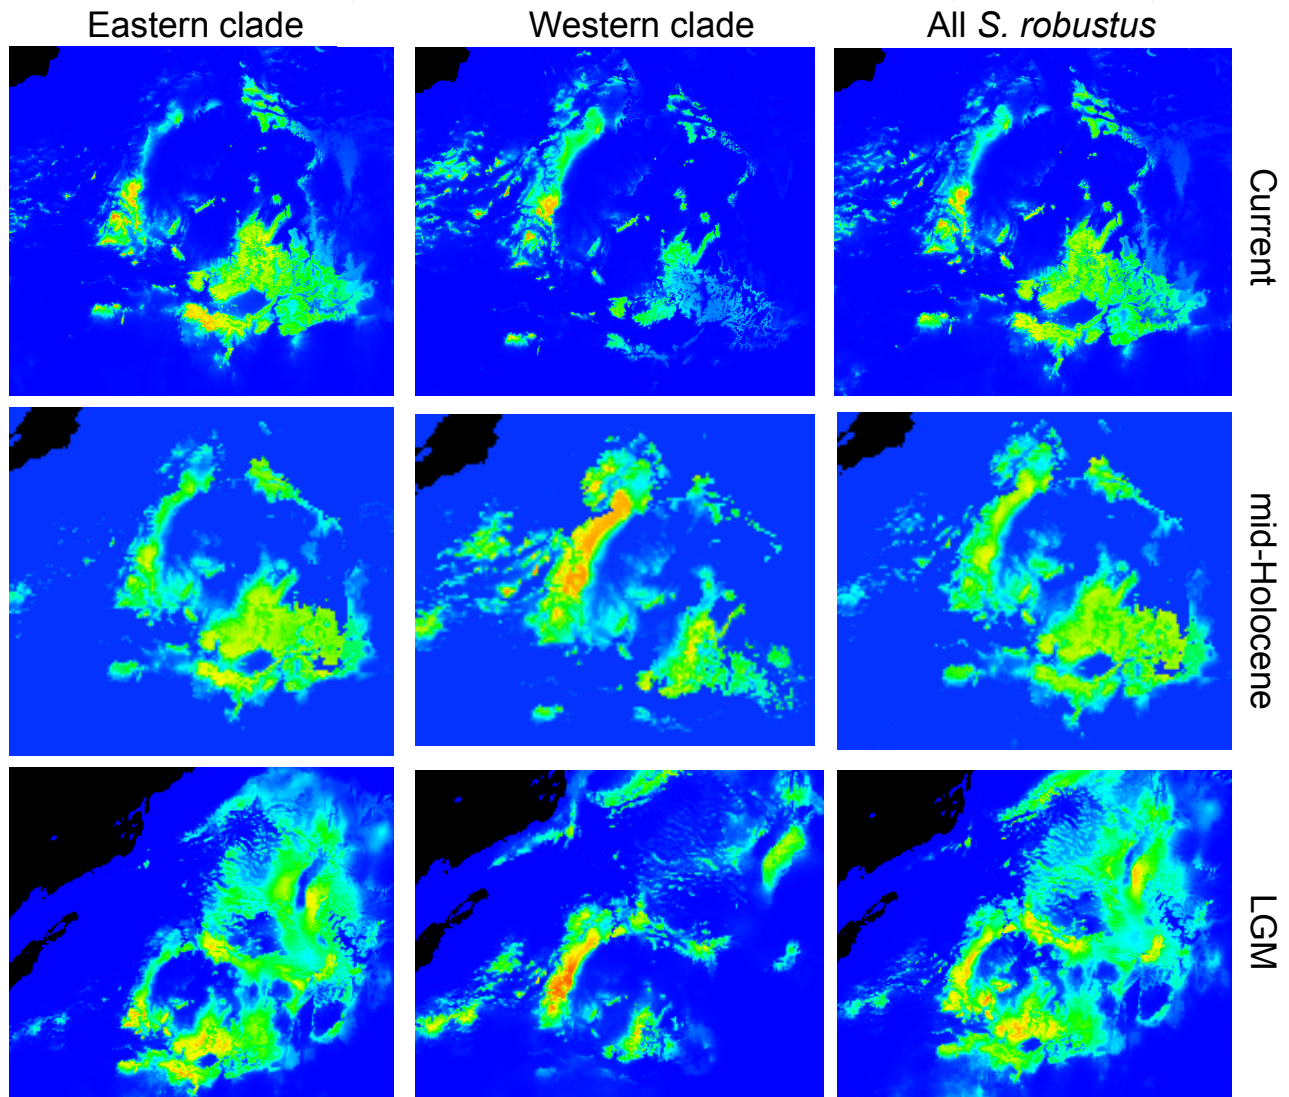 Eastern clade
Western clade
All S. robustus
Current
mid-Holocene
LGM